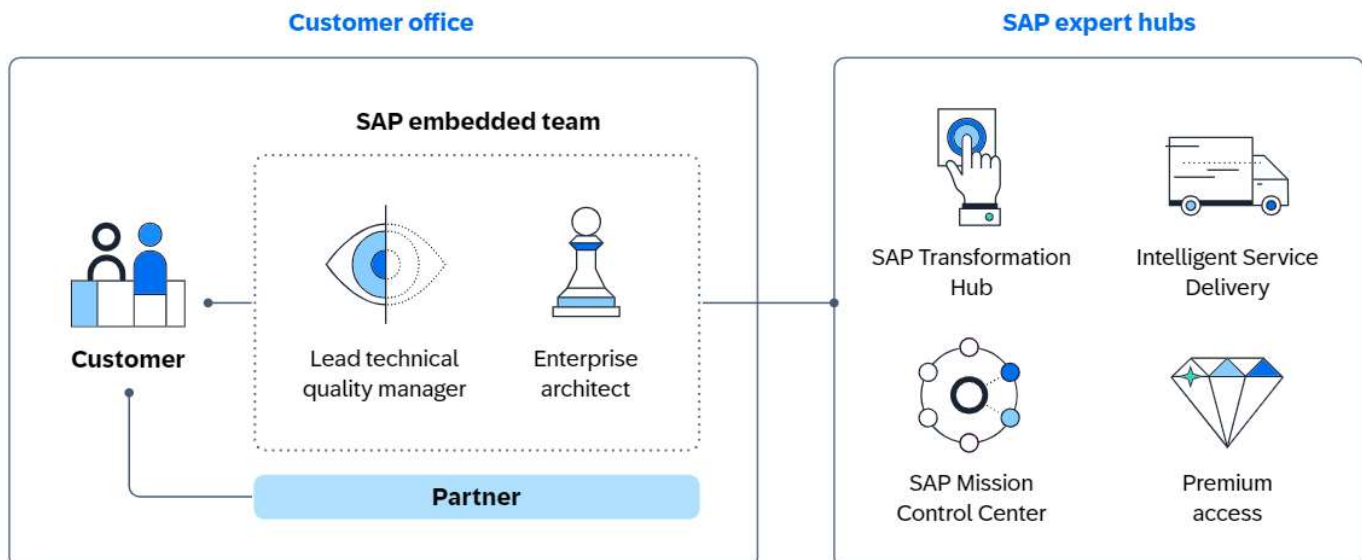 Customer office
SAP expert hubs
SAP embedded team
Customer
Lead technical
quality manager
Enterprise
architect
Partner
SAP Transformation
Hub
Intelligent Service
Delivery
SAP Mission
Control Center
Premium
access